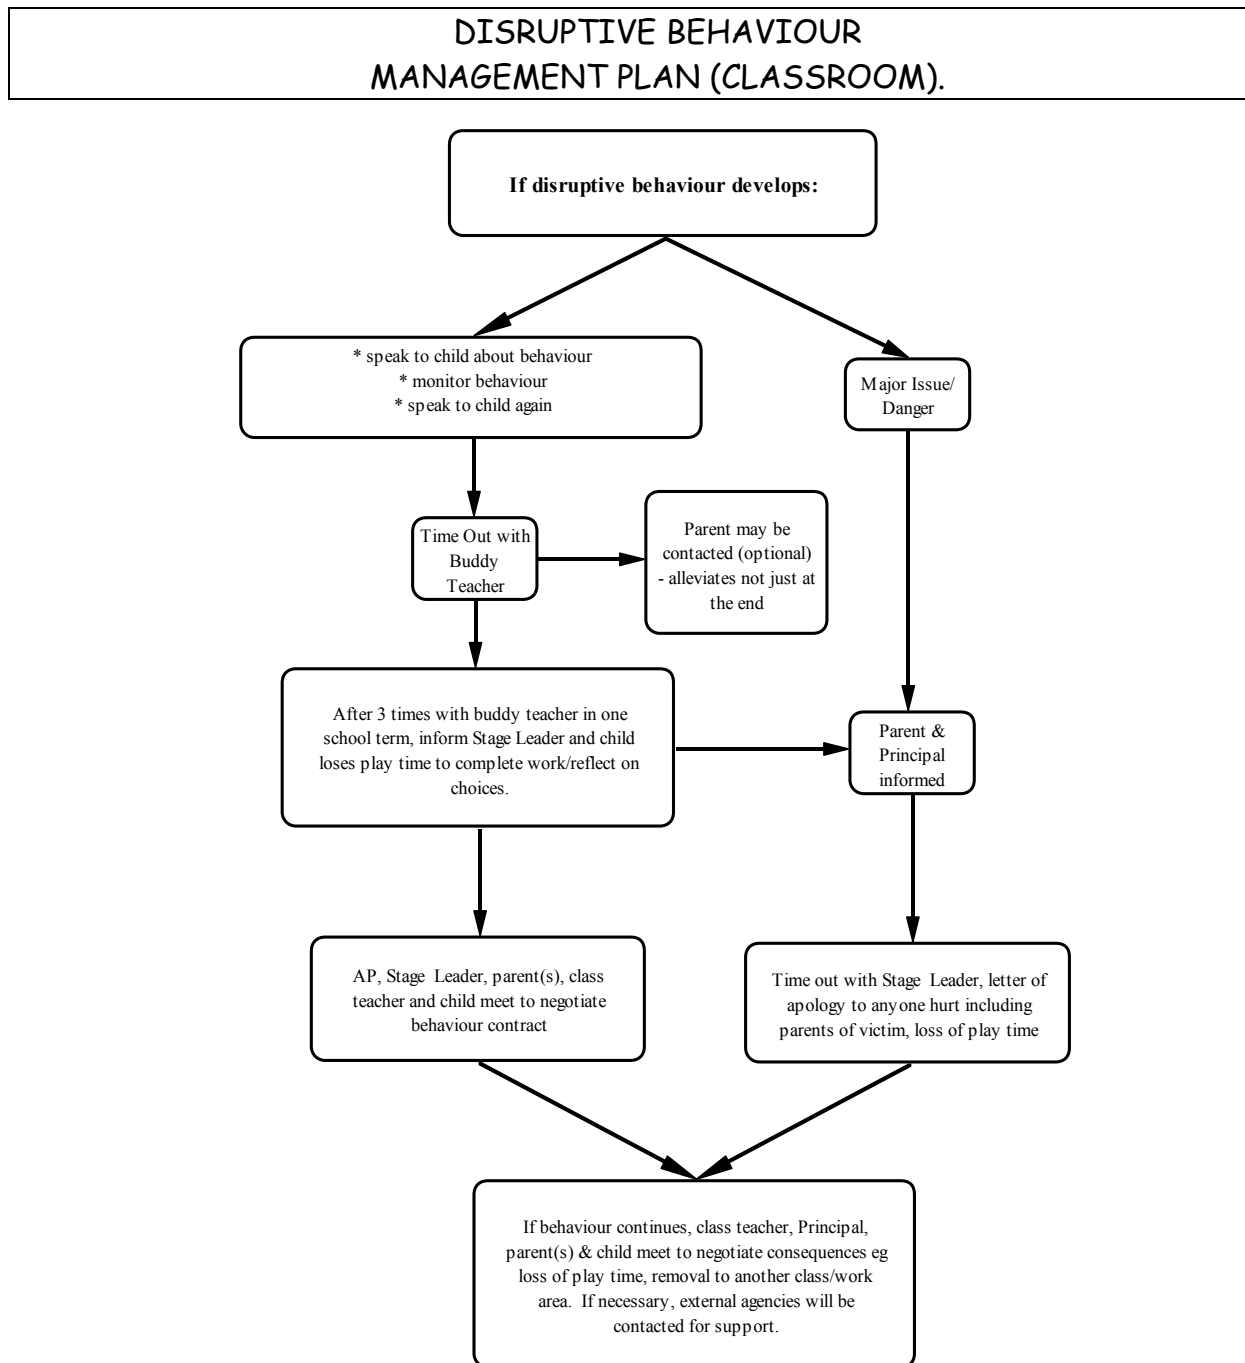 DISRUPTIVE BEHAVIOUR
MANAGEMENT PLAN (CLASSROOM).
If disruptive behaviour develops:
* speak to child about behaviour
* monitor behaviour
* speak to child again
Major Issue/
Danger
Time Out with
Buddy
Teacher
Parent may be
contacted (optional)
- alleviates not just at
the end
After 3 times with buddy teacher in one
school term, inform Stage Leader and child
loses play time to complete work/reflect on
choices.
Parent &
Principal
informed
AP, Stage Leader, parent(s), class
teacher and child meet to negotiate
behaviour contract
Time out with Stage Leader, letter of
apology to anyone hurt including
parents of victim, loss of play time
If behaviour continues, class teacher, Principal,
parent(s) & child meet to negotiate consequences eg
loss of play time, removal to another class/work
area. If necessary, external agencies will be
contacted for support.